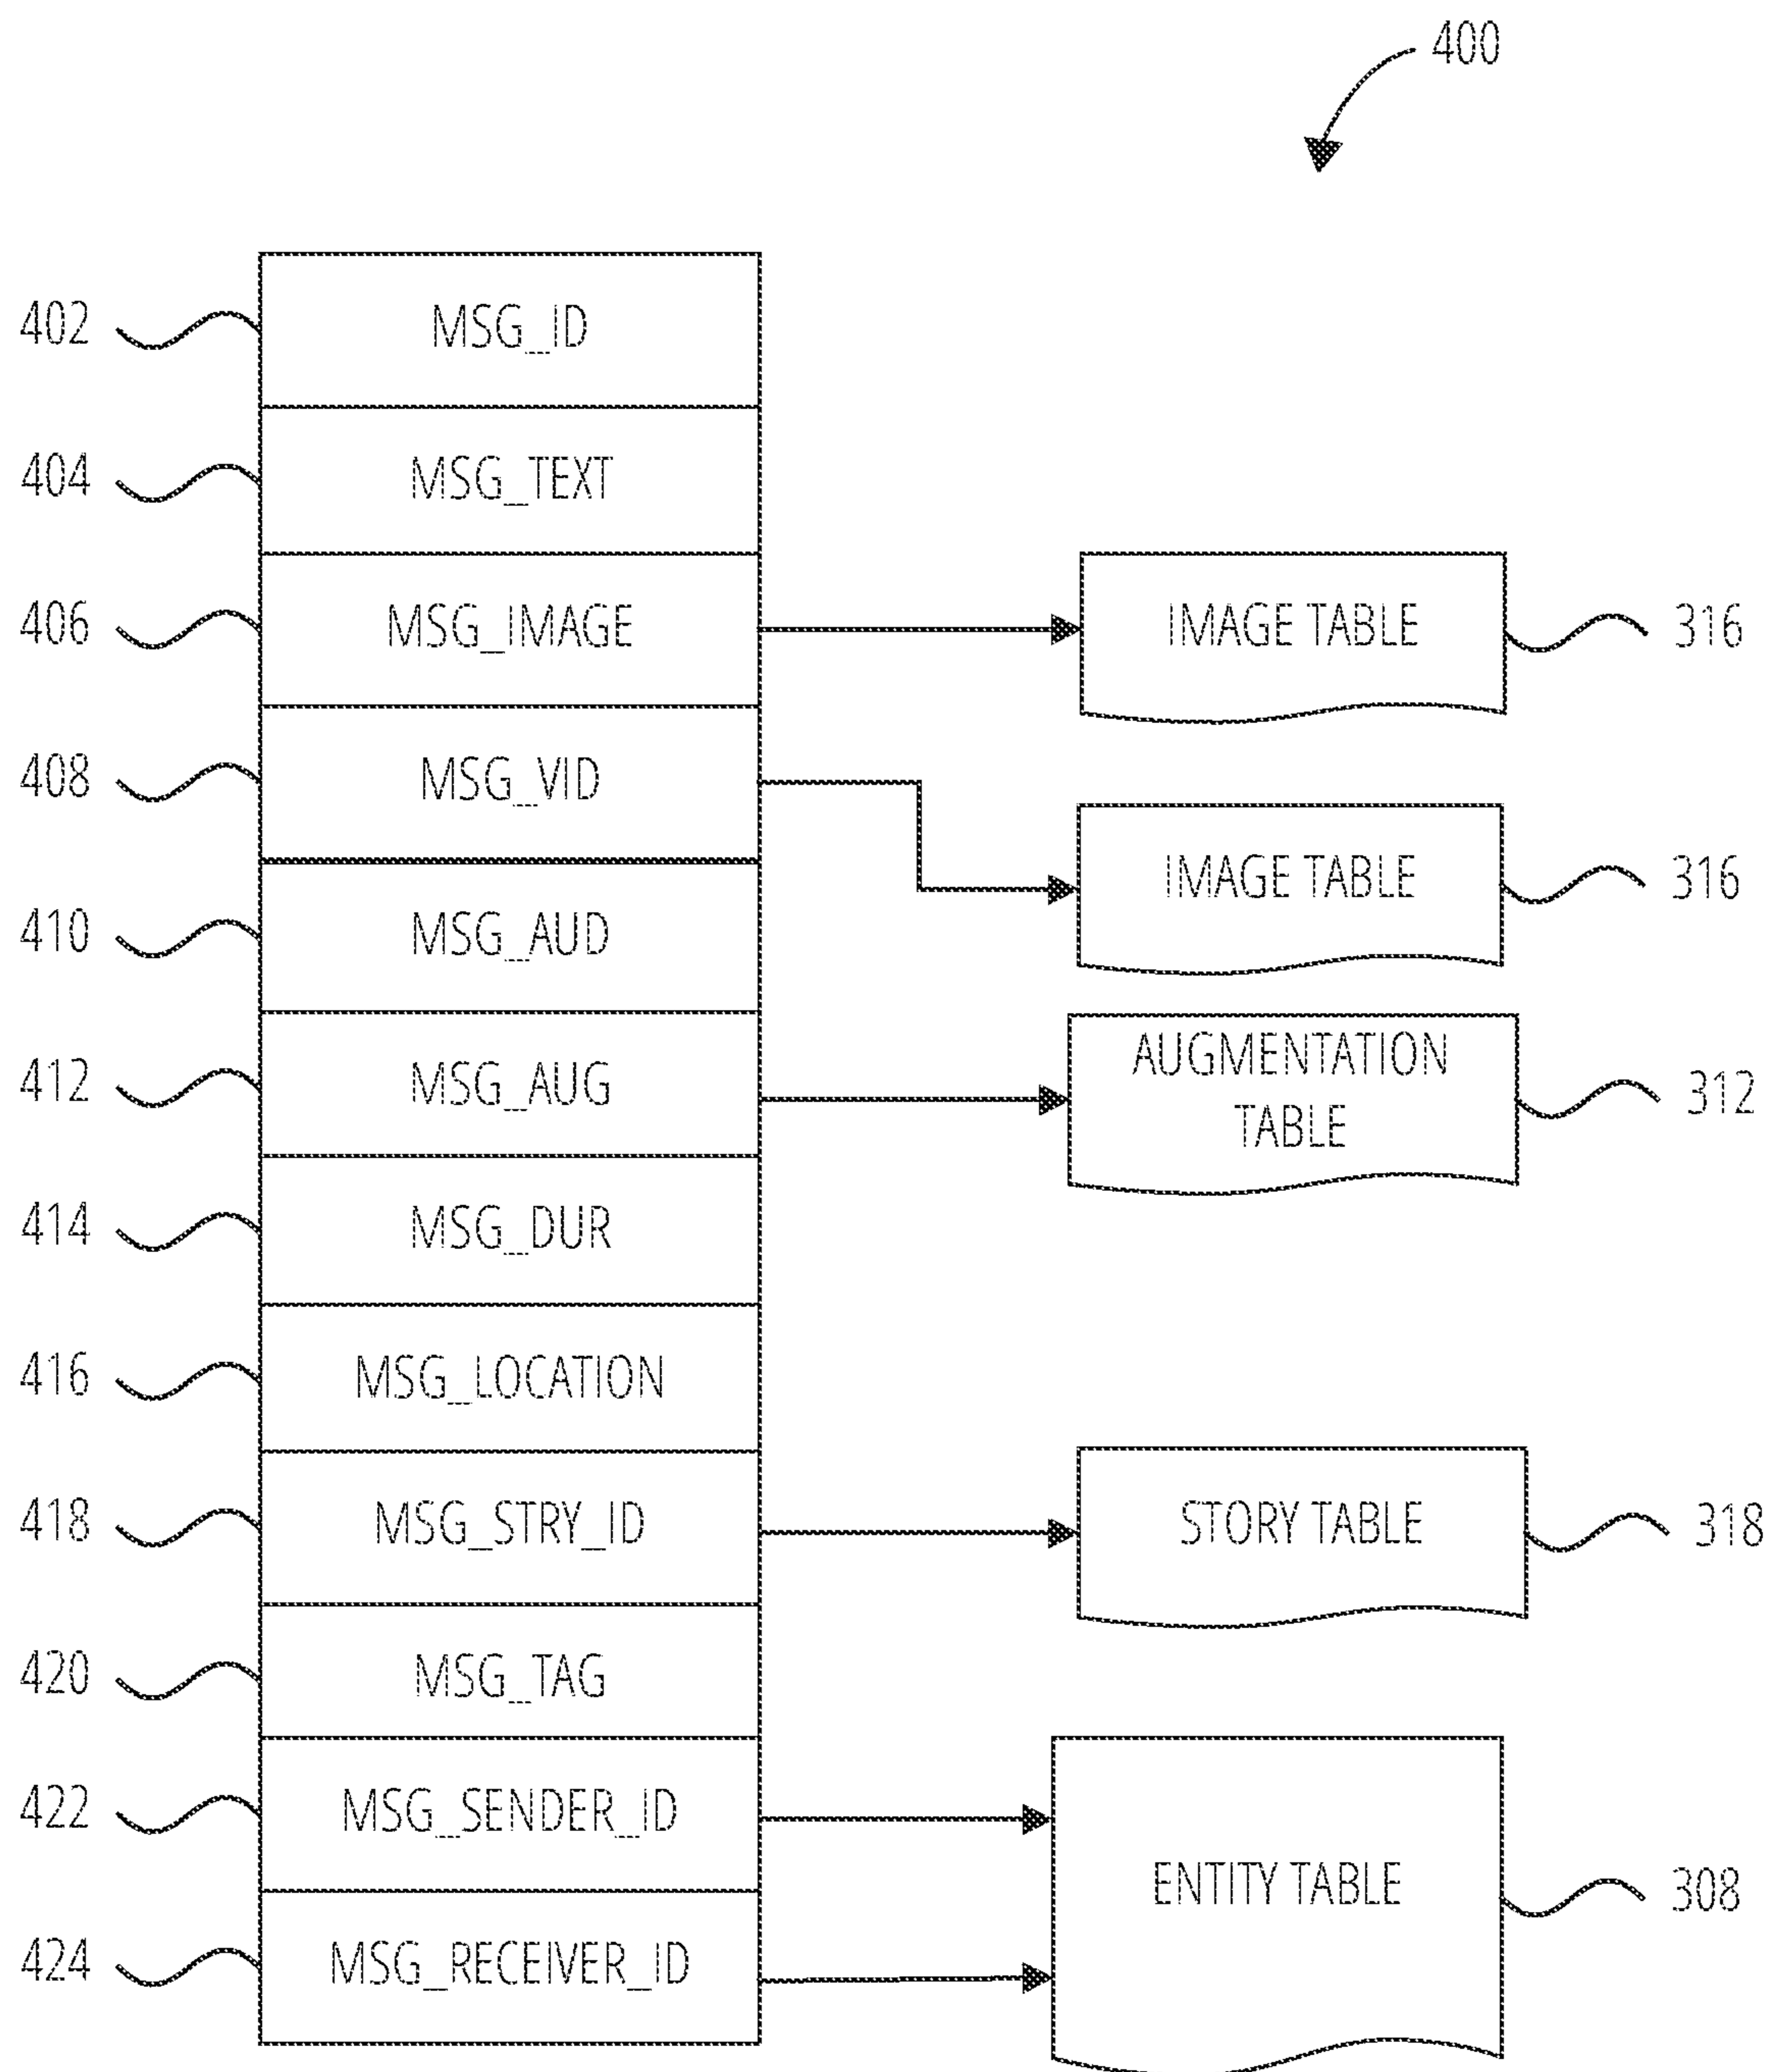 400
402 MSG_ID
404 MSG_TEXT
406 MSG_IMAGE IMAGE TABLE 316
408 MSG_VID
IMAGE TABLE 316
410 MSG_AUD
AUGMENTATION
TABLE
312
412 MSG_AUG
414 MSG_DUR
416 MSG_LOCATION
418 MSG_STRY_ID STORY TABLE 318
420 MSG_TAG
422 MSG_SENDER_ID
ENTITY TABLE 308
424 MSG_RECEIVER_ID